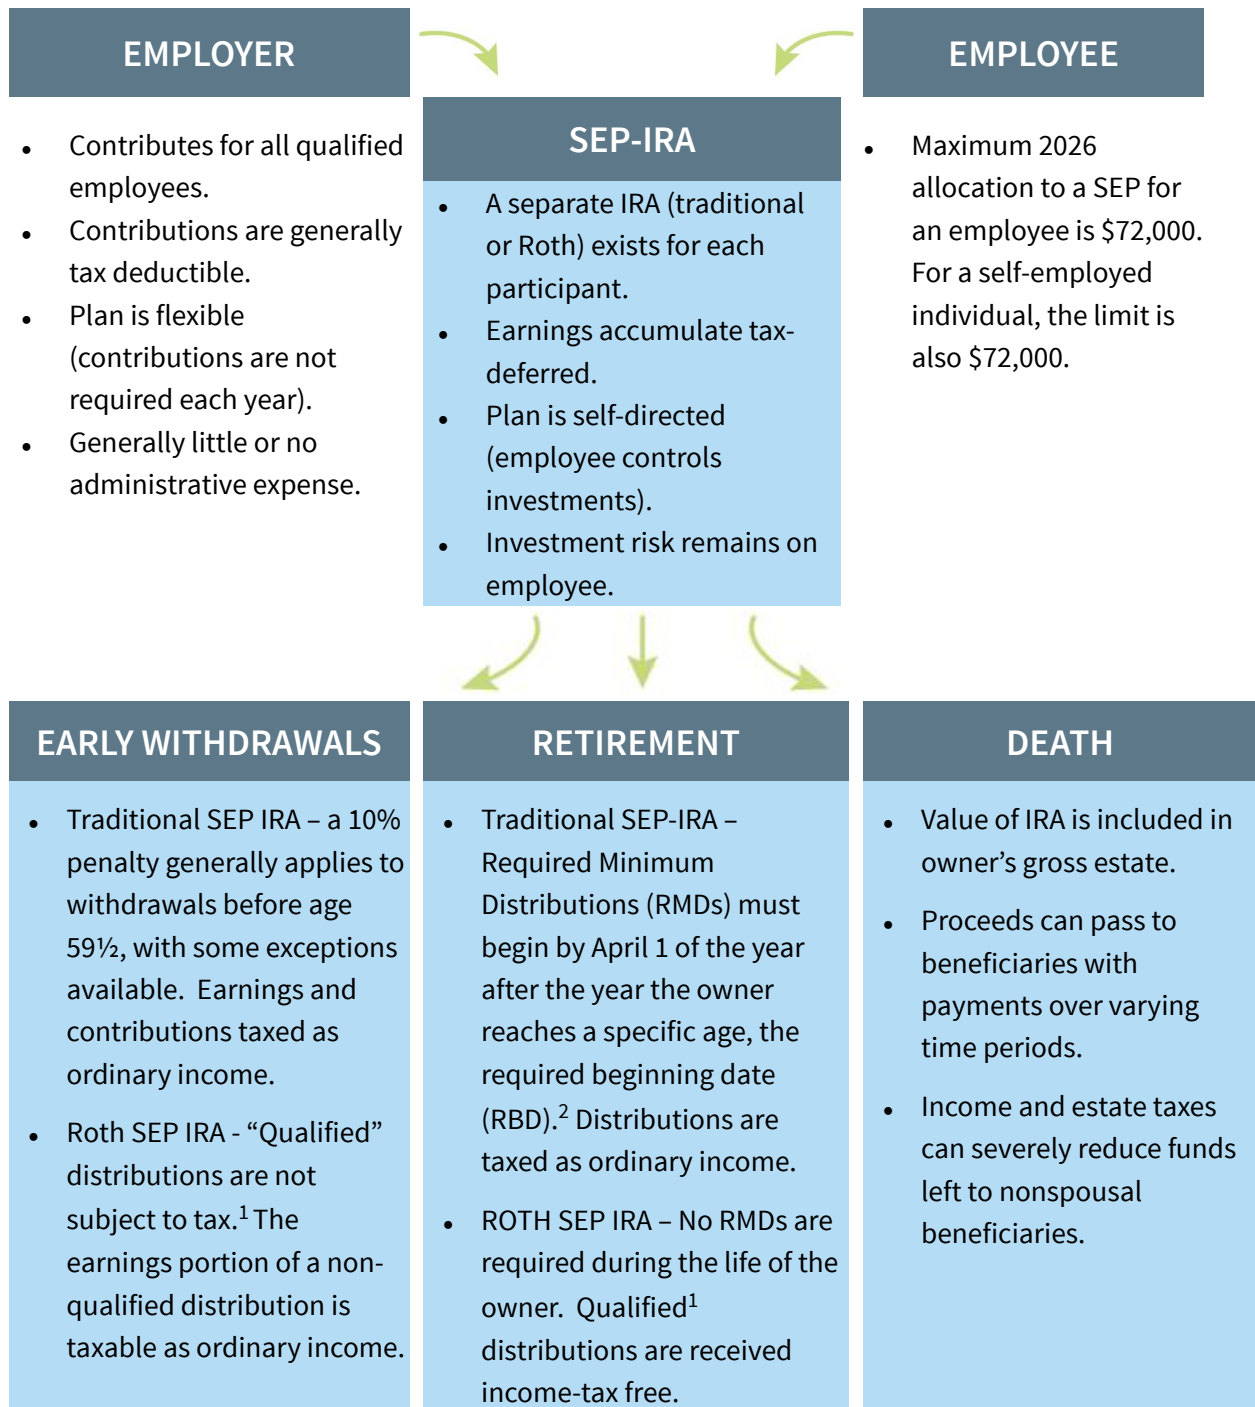 EMPLOYER
• Contributes for all qualified
employees.
• Contributions are generally
tax deductible.
• Plan is flexible
(contributions are not
required each year).
• Generally little or no
administrative expense.
SEP-IRA
• A separate IRA (traditional
or Roth) exists for each
participant.
• Earnings accumulate tax-
deferred.
• Plan is self-directed
(employee controls
investments).
• Investment risk remains on
employee.
EMPLOYEE
• Maximum 2026
allocation to a SEP for
an employee is $72,000.
For a self-employed
individual, the limit is
also $72,000.
EARLY WITHDRAWALS
• Traditional SEP IRA – a 10%
penalty generally applies to
withdrawals before age
59½, with some exceptions
available.  Earnings and
contributions taxed as
ordinary income.
• Roth SEP IRA - “Qualified”
distributions are not
subject to tax.¹ The
earnings portion of a non-
qualified distribution is
taxable as ordinary income.
RETIREMENT
• Traditional SEP-IRA –
Required Minimum
Distributions (RMDs) must
begin by April 1 of the year
after the year the owner
reaches a specific age, the
required beginning date
(RBD).² Distributions are
taxed as ordinary income.
• ROTH SEP IRA – No RMDs are
required during the life of the
owner.  Qualified¹
distributions are received
income-tax free.
DEATH
• Value of IRA is included in
owner’s gross estate.
• Proceeds can pass to
beneficiaries with
payments over varying
time periods.
• Income and estate taxes
can severely reduce funds
left to nonspousal
beneficiaries.